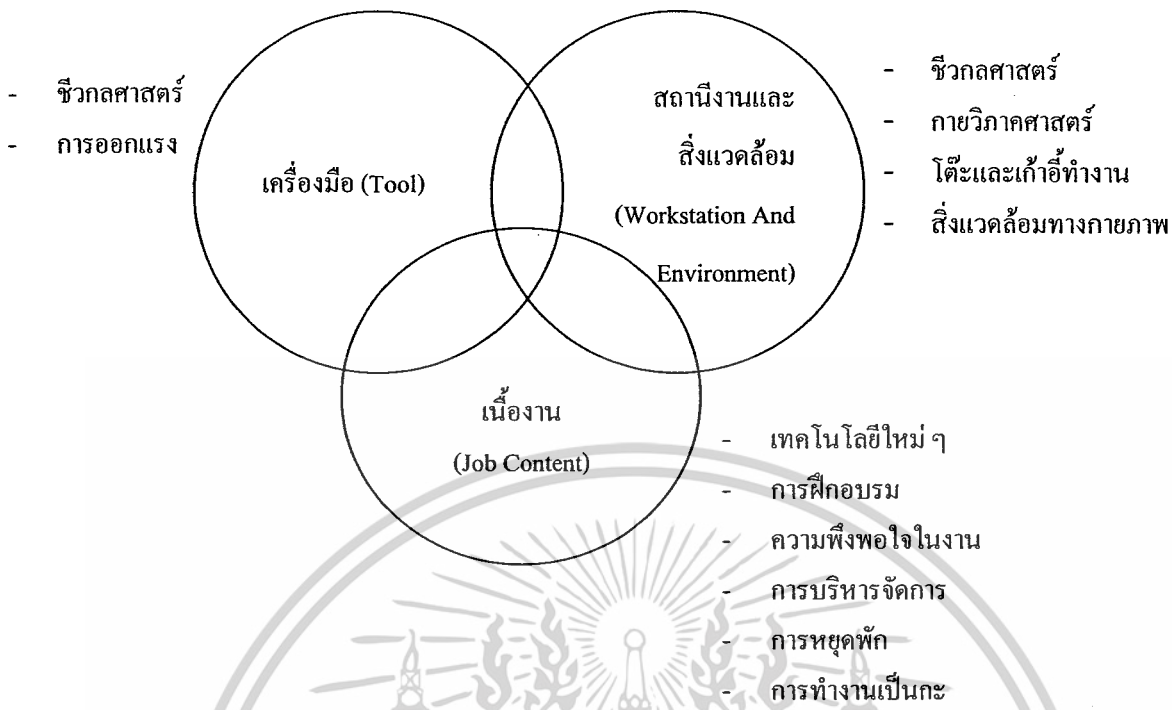 - ชีวกลศาสตร์
- การออกแรง
เครื่องมือ (Tool)
สถานีงานและ
สิ่งแวดล้อม
(Workstation And
Environment)
- ชีวกลศาสตร์
- กายวิภาคศาสตร์
- โต๊ะและเก้าอี้ทำงาน
- สิ่งแวดล้อมทางกายภาพ
เนื้องาน
(Job Content)
- เทคโนโลยีใหม่ ๆ
- การฝึกอบรม
- ความพึงพอใจในงาน
- การบริหารจัดการ
- การหยุดพัก
- การทำงานเป็นกะ